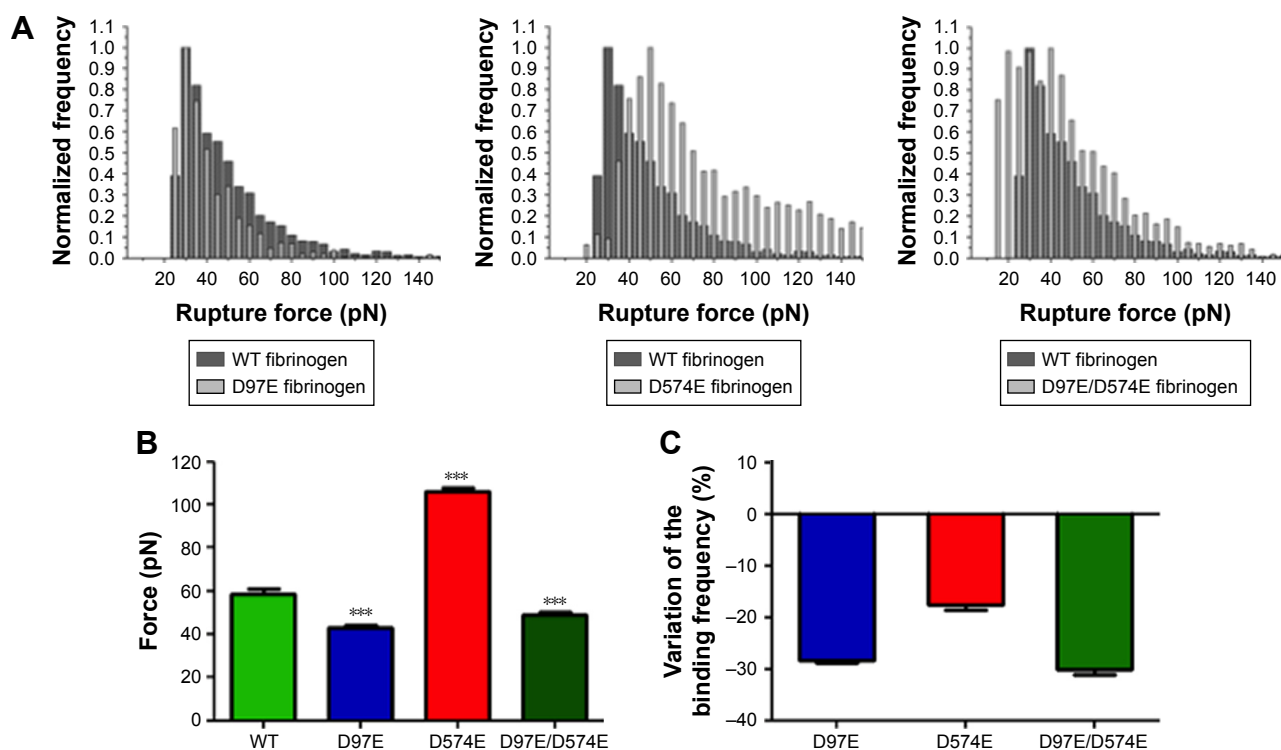 A
Normalized frequency
1.1
1.0
0.9
0.8
0.7
0.6
0.5
0.4
0.3
0.2
0.1
0.0
20 40 60 80 100 120 140
Rupture force (pN)
WT fibrinogen
D97E fibrinogen
Normalized frequency
1.1
1.0
0.9
0.8
0.7
0.6
0.5
0.4
0.3
0.2
0.1
0.0
20 40 60 80 100 120 140
Rupture force (pN)
WT fibrinogen
D574E fibrinogen
Normalized frequency
1.1
1.0
0.9
0.8
0.7
0.6
0.5
0.4
0.3
0.2
0.1
0.0
20 40 60 80 100 120 140
Rupture force (pN)
WT fibrinogen
D97E/D574E fibrinogen
B
Force (pN)
120
100
80
60
40
20
0
***
***
***
WT D97E D574E D97E/D574E
C
Variation of the
binding frequency (%)
10
0
–10
–20
–30
–40
D97E D574E D97E/D574E